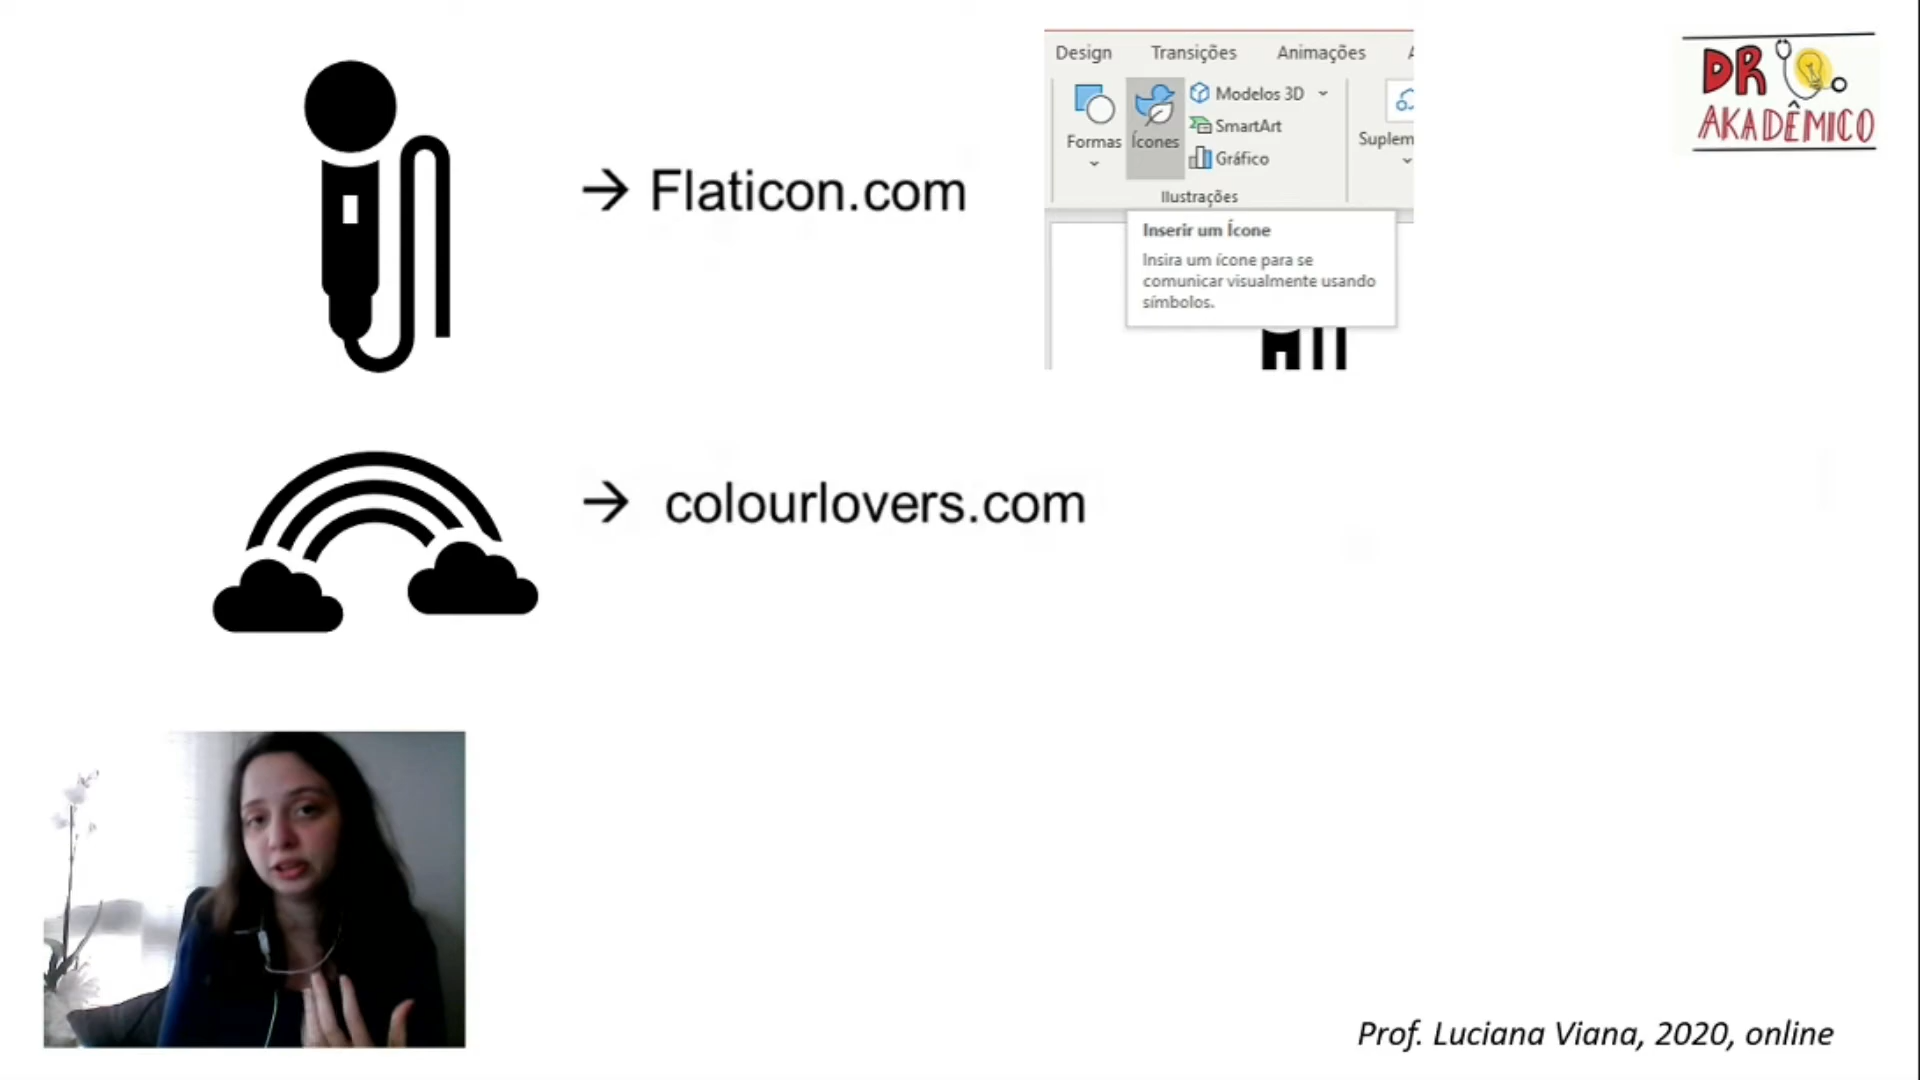 → Flaticon.com
Design Transições Animações
Formas
Ícones
Modelos 3D
SmartArt
Gráfico
Suplem
Ilustrações
Inserir um Ícone
Insira um ícone para se
comunicar visualmente usando
símbolos.
DR
AKADÊMICO
→ colourlovers.com
Prof. Luciana Viana, 2020, online